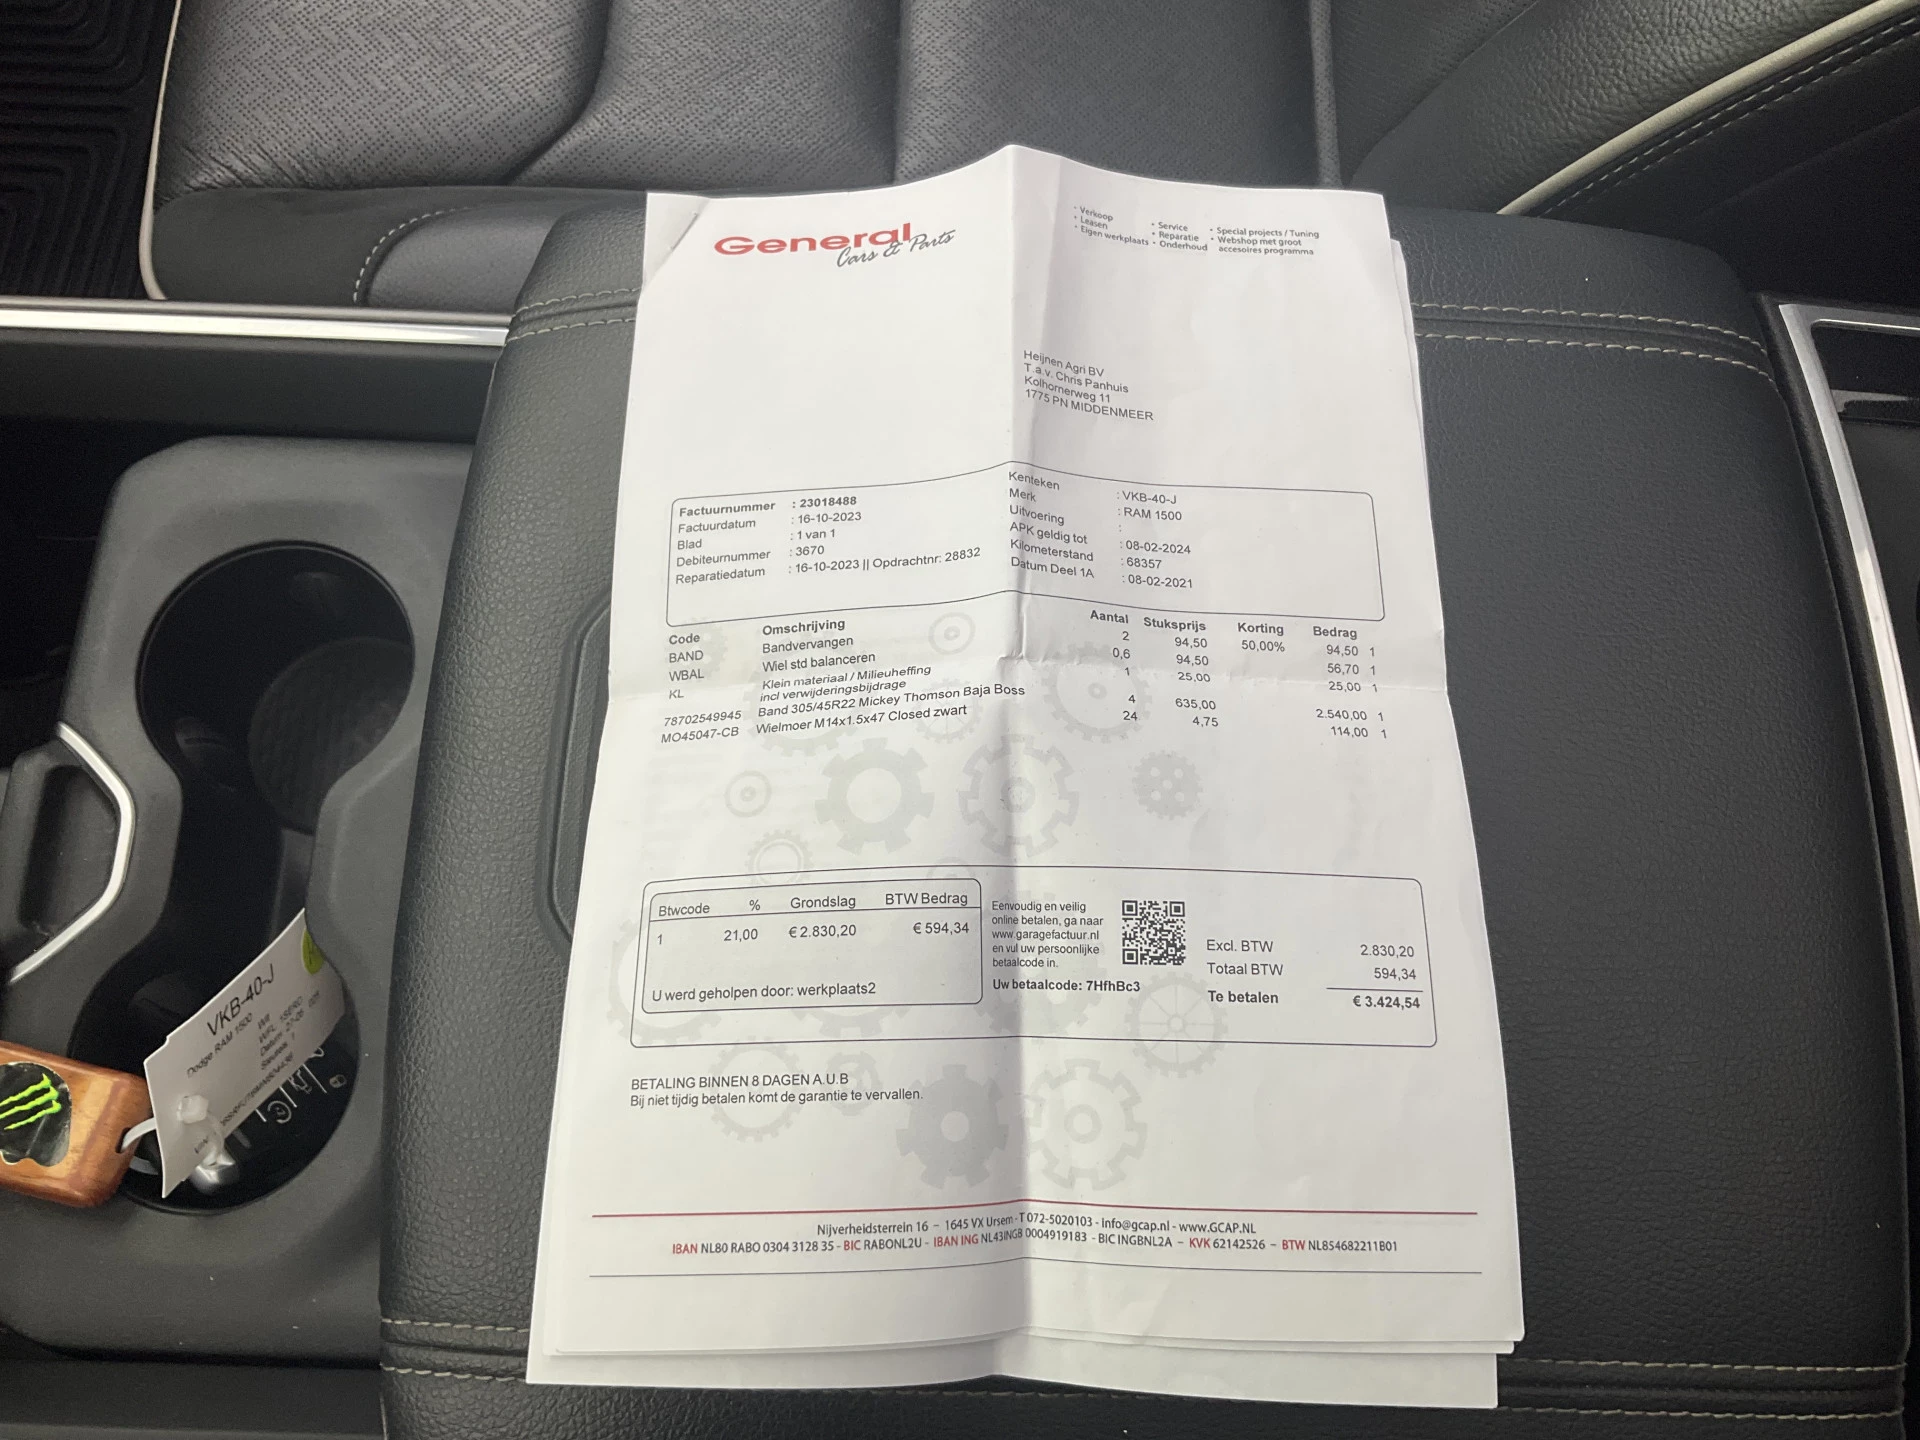 General
Cars & Parts
• Verkoop
• Leasen
• Eigen werkplaats
• Service
• Reparatie
• Onderhoud
• Special projects / Tuning
• Webshop met groot
accesoires programma
Heijnen Agri BV
T.a.v. Chris Panhuis
Kolhornerweg 11
1775 PN MIDDENMEER
Factuurnummer : 23018488
Factuurdatum : 16-10-2023
Blad : 1 van 1
Debiteurnummer : 3670
Reparatiedatum : 16-10-2023 || Opdrachtnr: 28832
Kenteken : VKB-40-J
Merk : RAM 1500
Uitvoering :
APK geldig tot : 08-02-2024
Kilometerstand : 68357
Datum Deel 1A : 08-02-2021
Code Omschrijving Aantal Stuksprijs Korting Bedrag
BAND Bandvervangen 2 94,50 50,00% 94,50 1
WBAL Wiel std balanceren 0,6 94,50 56,70 1
KL Klein materiaal / Milieuheffing 1 25,00 25,00 1
incl verwijderingsbijdrage
78702549945 Band 305/45R22 Mickey Thomson Baja Boss 4 635,00 2.540,00 1
MO45047-CB Wielmoer M14x1.5x47 Closed zwart 24 4,75 114,00 1
Btwcode % Grondslag BTW Bedrag
1 21,00 € 2.830,20 € 594,34
U werd geholpen door: werkplaats2
Eenvoudig en veilig
online betalen, ga naar
www.garagefactuur.nl
en vul uw persoonlijke
betaalcode in.
Uw betaalcode: 7HfhBc3
Excl. BTW 2.830,20
Totaal BTW 594,34
Te betalen € 3.424,54
BETALING BINNEN 8 DAGEN A.U.B
Bij niet tijdig betalen komt de garantie te vervallen.
Nijverheidsterrein 16 – 1645 VX Ursem - T 072-5020103 - info@gcap.nl - www.GCAP.NL
IBAN NL80 RABO 0304 3128 35 - BIC RABONL2U - IBAN ING NL43INGB 0004919183 - BIC INGBNL2A – KVK 62142526 – BTW NL854682211B01
VKB-40-J
Dodge RAM 1500
Wit